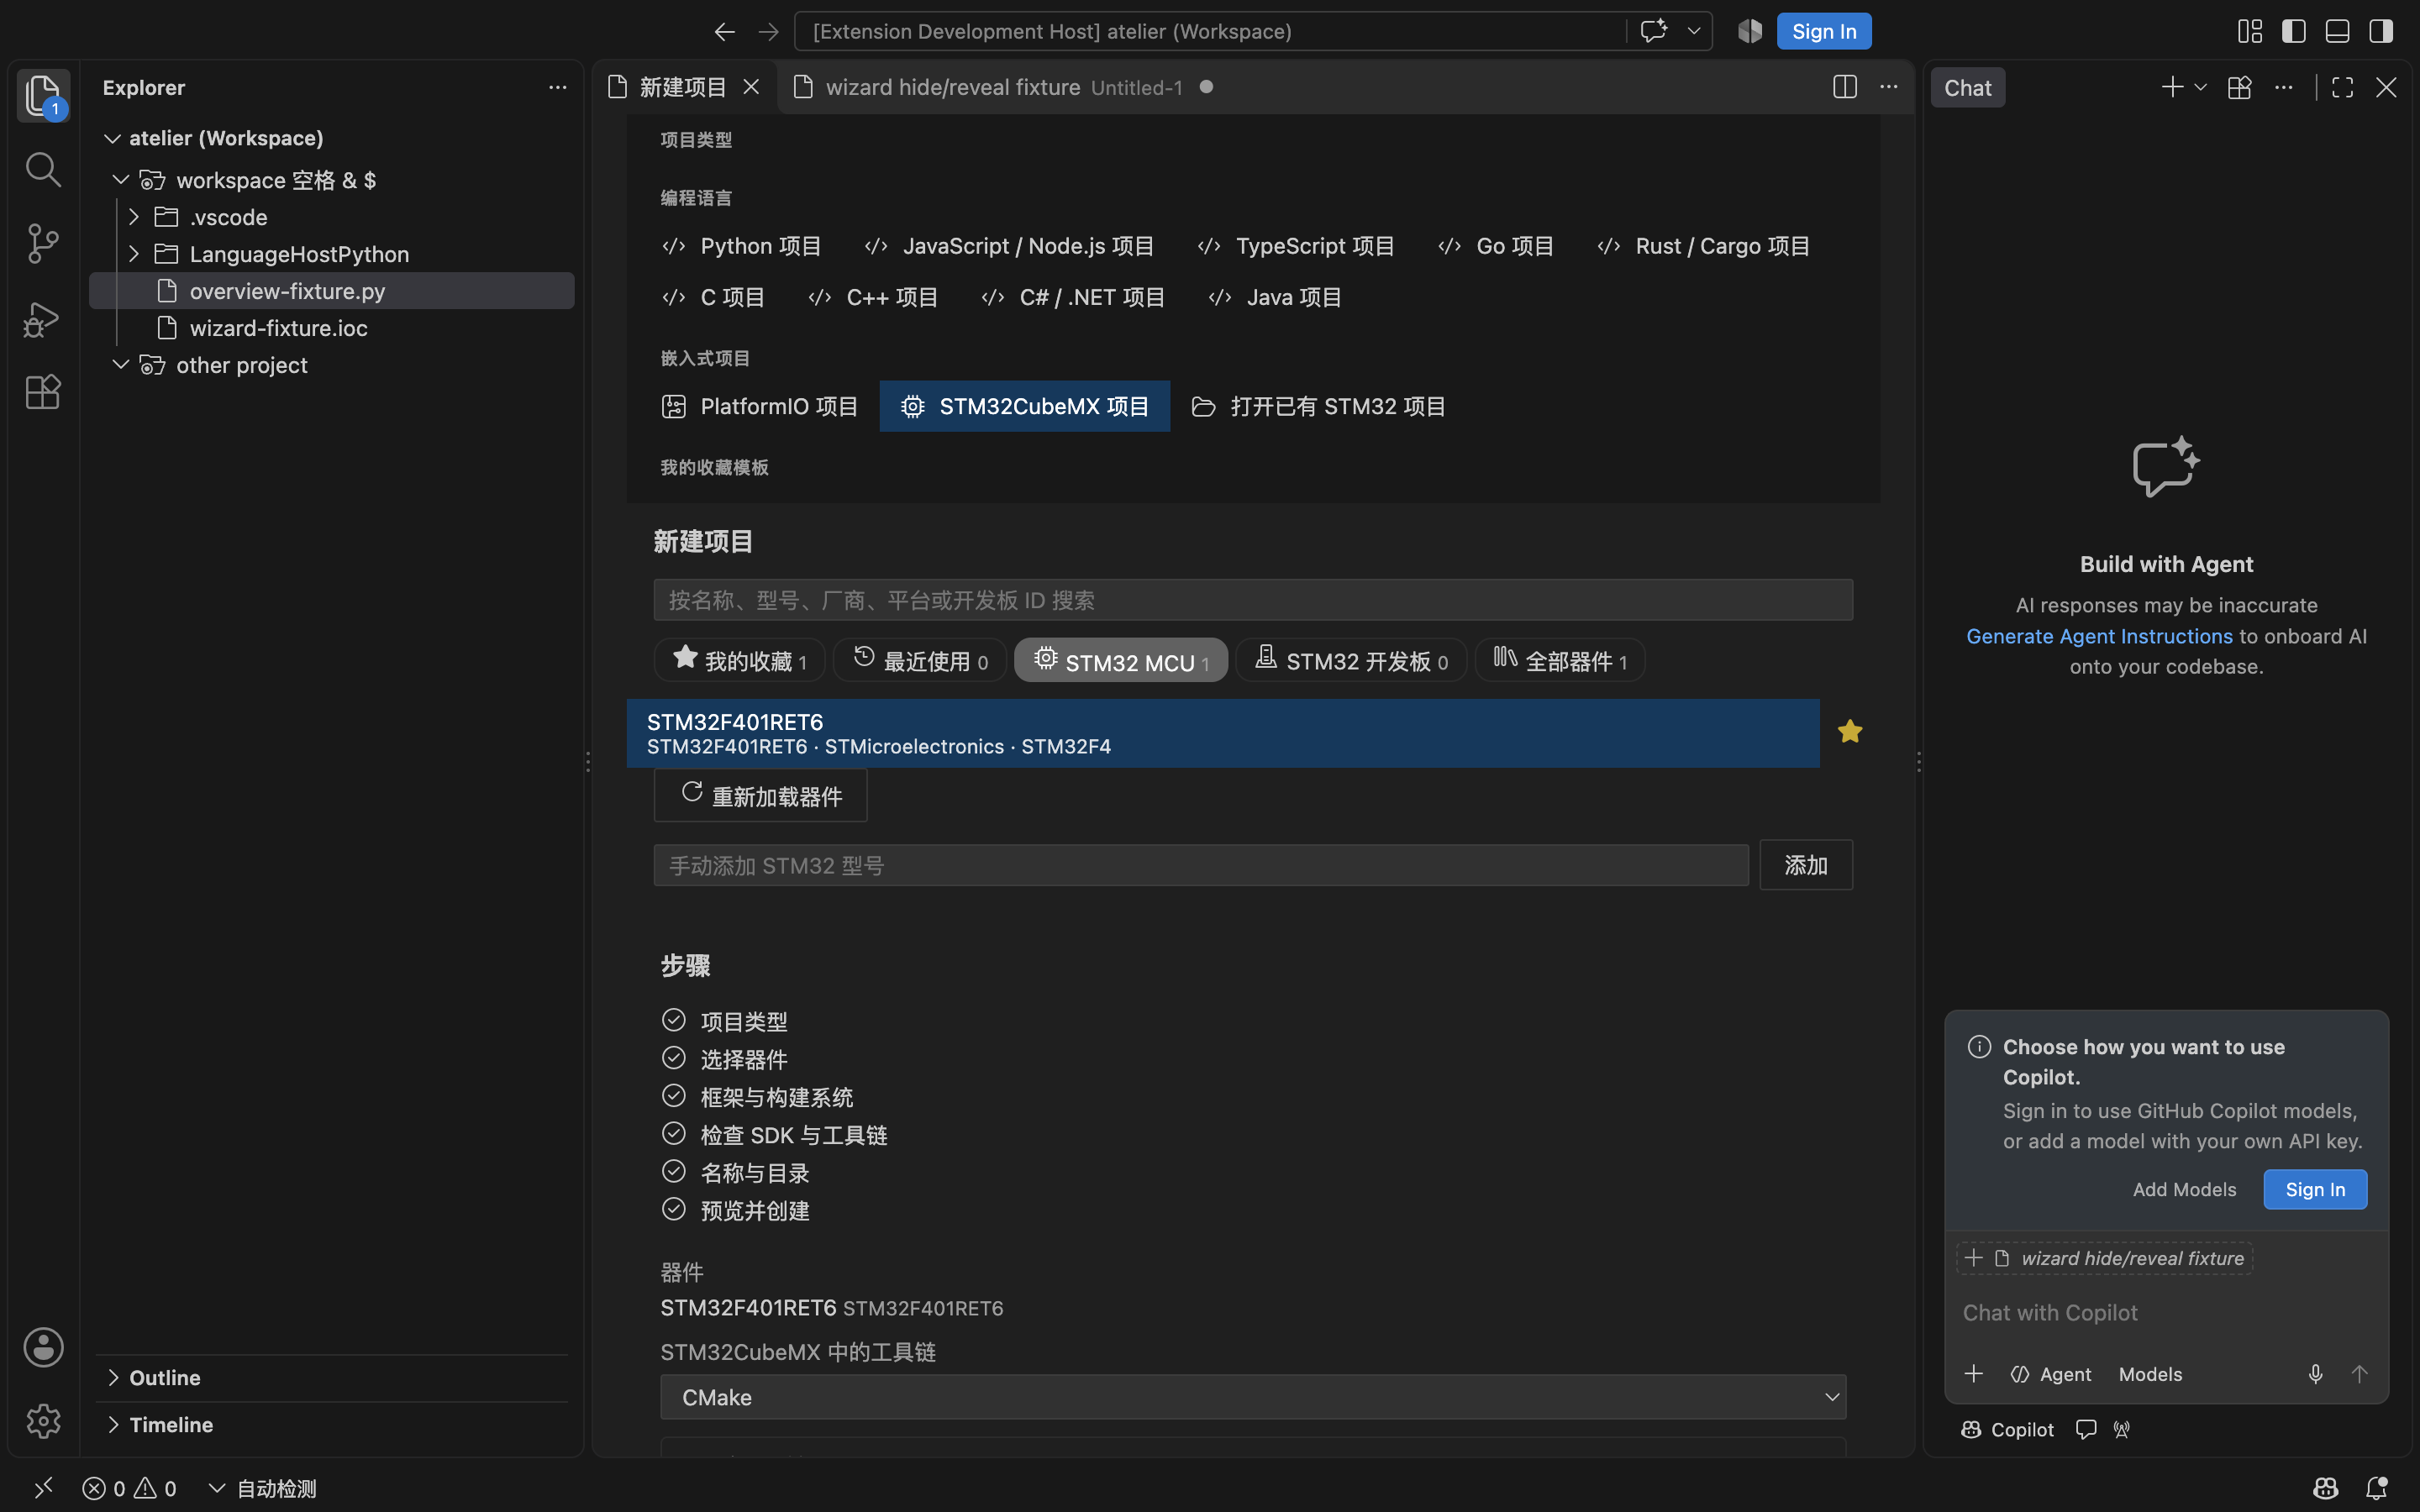 [Extension Development Host] atelier (Workspace)
Sign In
1
Explorer
atelier (Workspace)
workspace 空格 & $
.vscode
LanguageHostPython
overview-fixture.py
wizard-fixture.ioc
other project
Outline
Timeline
新建项目
wizard hide/reveal fixture Untitled-1
项目类型
编程语言
Python 项目
JavaScript / Node.js 项目
TypeScript 项目
Go 项目
Rust / Cargo 项目
C 项目
C++ 项目
C# / .NET 项目
Java 项目
嵌入式项目
PlatformIO 项目
STM32CubeMX 项目
打开已有 STM32 项目
我的收藏模板
新建项目
按名称、型号、厂商、平台或开发板 ID 搜索
我的收藏 1
最近使用 0
STM32 MCU 1
STM32 开发板 0
全部器件 1
STM32F401RET6
STM32F401RET6 · STMicroelectronics · STM32F4
重新加载器件
手动添加 STM32 型号
添加
步骤
项目类型
选择器件
框架与构建系统
检查 SDK 与工具链
名称与目录
预览并创建
器件
STM32F401RET6 STM32F401RET6
STM32CubeMX 中的工具链
CMake
Chat
Build with Agent
AI responses may be inaccurate
Generate Agent Instructions to onboard AI
onto your codebase.
Choose how you want to use
Copilot.
Sign in to use GitHub Copilot models,
or add a model with your own API key.
Add Models
Sign In
wizard hide/reveal fixture
Chat with Copilot
Agent
Models
Copilot
0
0
自动检测